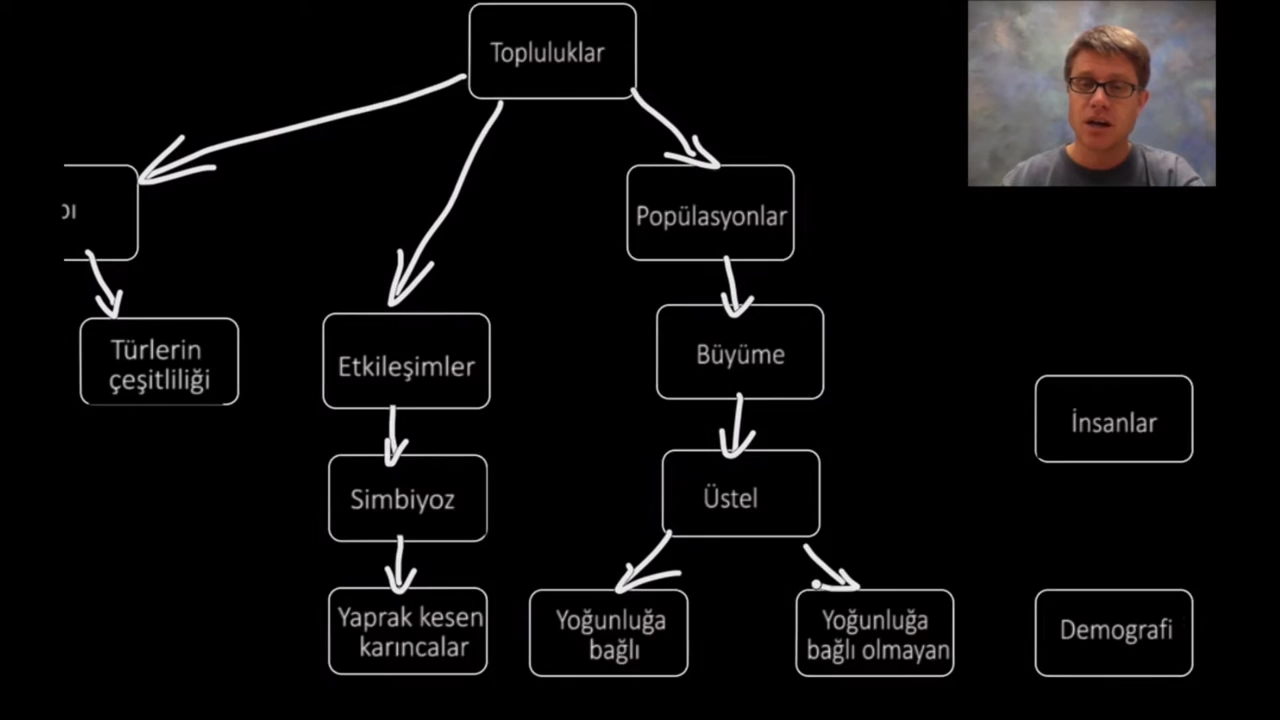 Topluluklar
Popülasyonlar
Türlerin
çeşitliliği
Etkileşimler
Büyüme
İnsanlar
Simbiyoz
Üstel
Yaprak kesen
karıncalar
Yoğunluğa
bağlı
Yoğunluğa
bağlı olmayan
Demografi